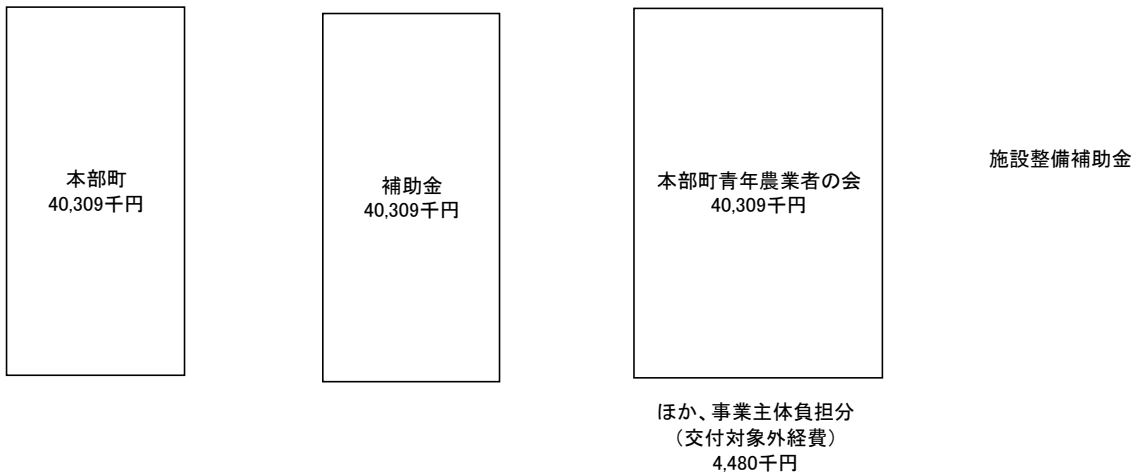 本部町
40,309千円
補助金
40,309千円
本部町青年農業者の会
40,309千円
施設整備補助金
ほか、事業主体負担分
（交付対象外経費）
4,480千円